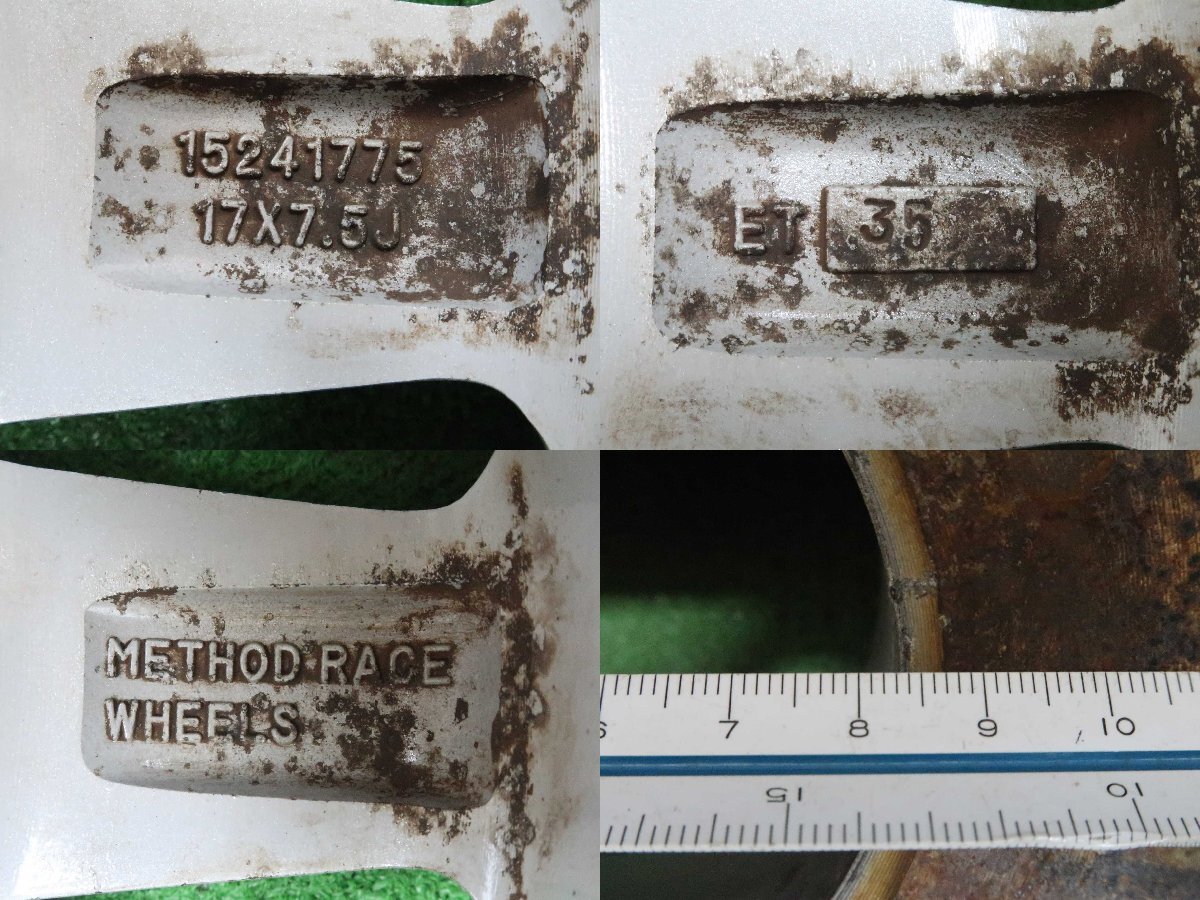 15241775
17X7.5J
ET 35
METHOD RACE
WHEELS
6 7 8 9 10
15 10